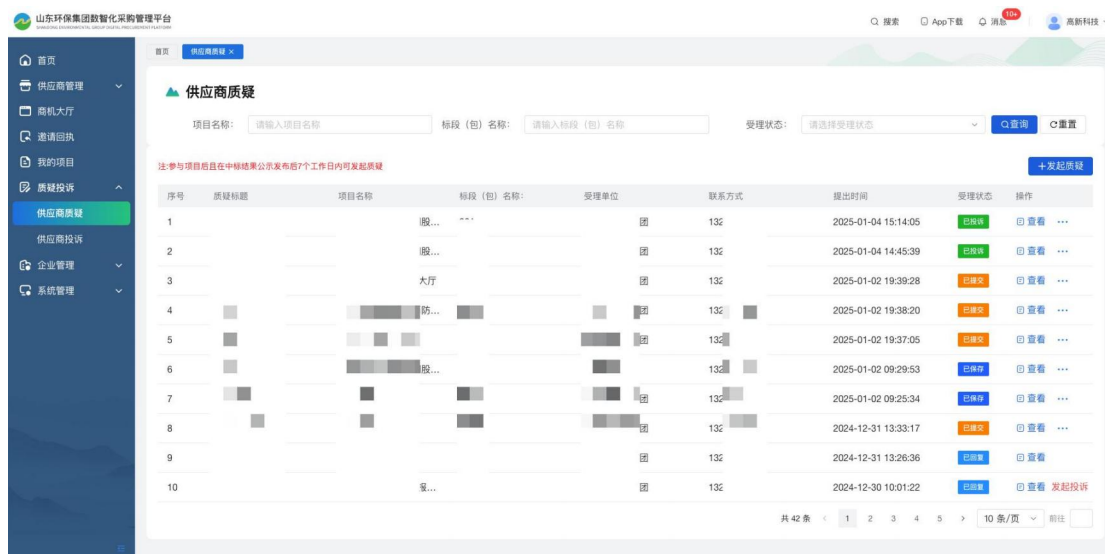 山东环保集团数智化采购管理平台
搜索 App下载 消息 10+ 高新科技
首页
供应商管理
商机大厅
邀请回执
我的项目
质疑投诉
供应商质疑
供应商投诉
企业管理
系统管理
首页 供应商质疑 ×
供应商质疑
项目名称： 请输入项目名称 标段（包）名称： 请输入标段（包）名称 受理状态： 请选择受理状态 查询 重置
注:参与项目后且在中标结果公示发布后7个工作日内可发起质疑 +发起质疑
序号 质疑标题 项目名称 标段（包）名称: 受理单位 联系方式 提出时间 受理状态 操作
1 股... 团 132 2025-01-04 15:14:05 已投诉 查看 ...
2 股... 团 132 2025-01-04 14:45:39 已投诉 查看 ...
3 大厅 团 132 2025-01-02 19:39:28 已提交 查看 ...
4 防... 团 132 2025-01-02 19:38:20 已提交 查看 ...
5 团 132 2025-01-02 19:37:05 已提交 查看 ...
6 股... 132 2025-01-02 09:29:53 已保存 查看 ...
7 团 132 2025-01-02 09:25:34 已保存 查看 ...
8 团 132 2024-12-31 13:33:17 已提交 查看 ...
9 团 132 2024-12-31 13:26:36 已回复 查看
10 团 132 2024-12-30 10:01:22 已回复 查看 发起投诉
共 42 条 < 1 2 3 4 5 > 10 条/页 前往